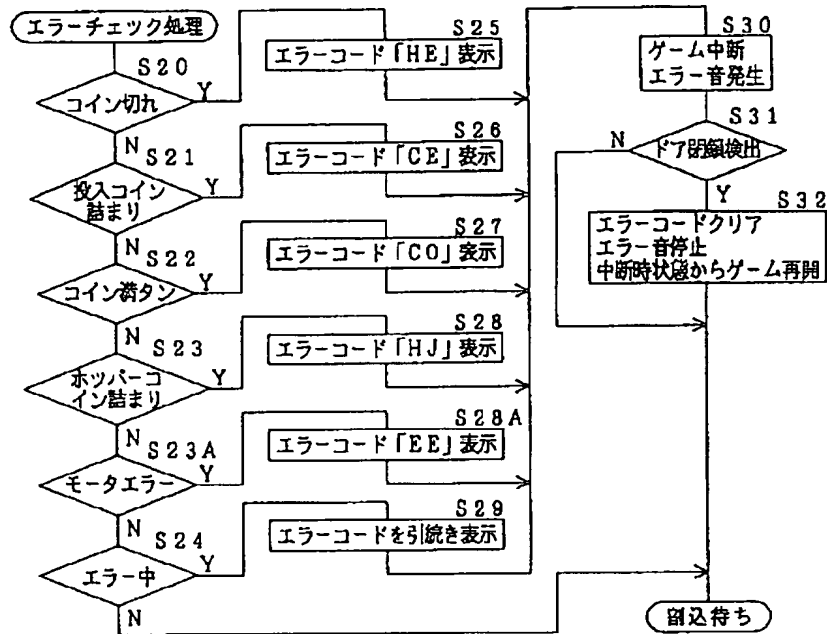 エラーチェック処理
S20
コイン切れ
Y
N
S21
投入コイン
詰まり
Y
N
S22
コイン満タン
Y
N
S23
ホッパーコ
イン詰まり
Y
N
S23A
モータエラー
Y
N
S24
エラー中
Y
N
S25
エラーコード「HE」表示
S26
エラーコード「CE」表示
S27
エラーコード「CO」表示
S28
エラーコード「HJ」表示
S28A
エラーコード「EE」表示
S29
エラーコードを引続き表示
S30
ゲーム中断
エラー音発生
S31
N
ドア閉鎖検出
Y
S32
エラーコードクリア
エラー音停止
中断時状態からゲーム再開
割込待ち